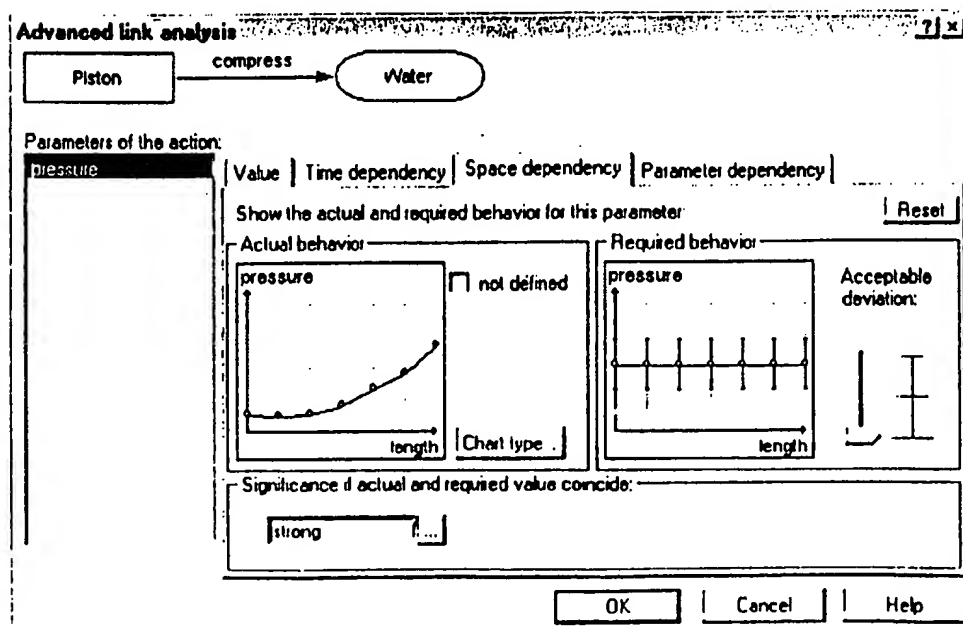 Advanced link analysis ? x
compress
Piston
Water
Parameters of the action:
pressure
Value Time dependency Space dependency Parameter dependency
Show the actual and required behavior for this parameter
Reset
Actual behavior
pressure
length
not defined
Chart type ..
Required behavior
pressure
length
Acceptable
deviation:
Significance if actual and required value coincide:
strong ...
OK Cancel Help